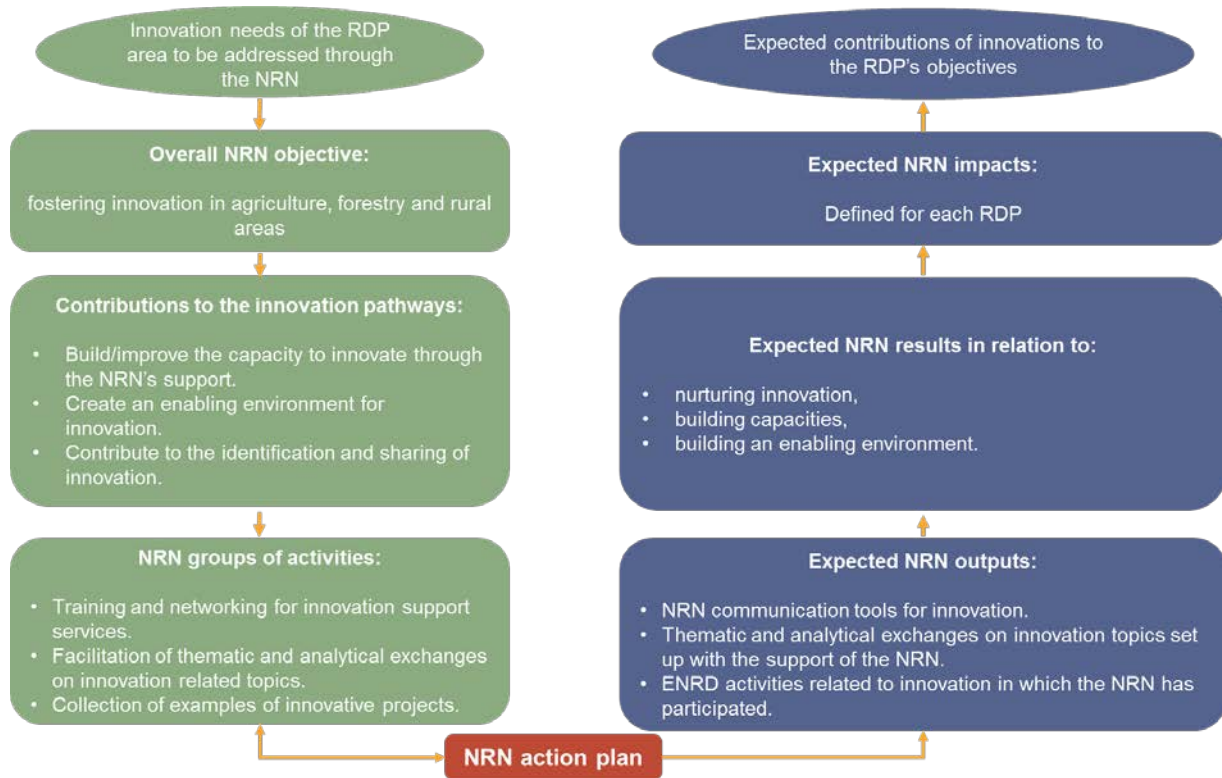 Innovation needs of the RDP
area to be addressed through
the NRN
Overall NRN objective:
fostering innovation in agriculture, forestry and rural
areas
Contributions to the innovation pathways:
• Build/improve the capacity to innovate through
the NRN's support.
• Create an enabling environment for
innovation.
• Contribute to the identification and sharing of
innovation.
NRN groups of activities:
• Training and networking for innovation support
services.
• Facilitation of thematic and analytical exchanges
on innovation related topics.
• Collection of examples of innovative projects.
NRN action plan
Expected NRN outputs:
• NRN communication tools for innovation.
• Thematic and analytical exchanges on innovation topics set
up with the support of the NRN.
• ENRD activities related to innovation in which the NRN has
participated.
Expected NRN results in relation to:
• nurturing innovation,
• building capacities,
• building an enabling environment.
Expected NRN impacts:
Defined for each RDP
Expected contributions of innovations to
the RDP's objectives